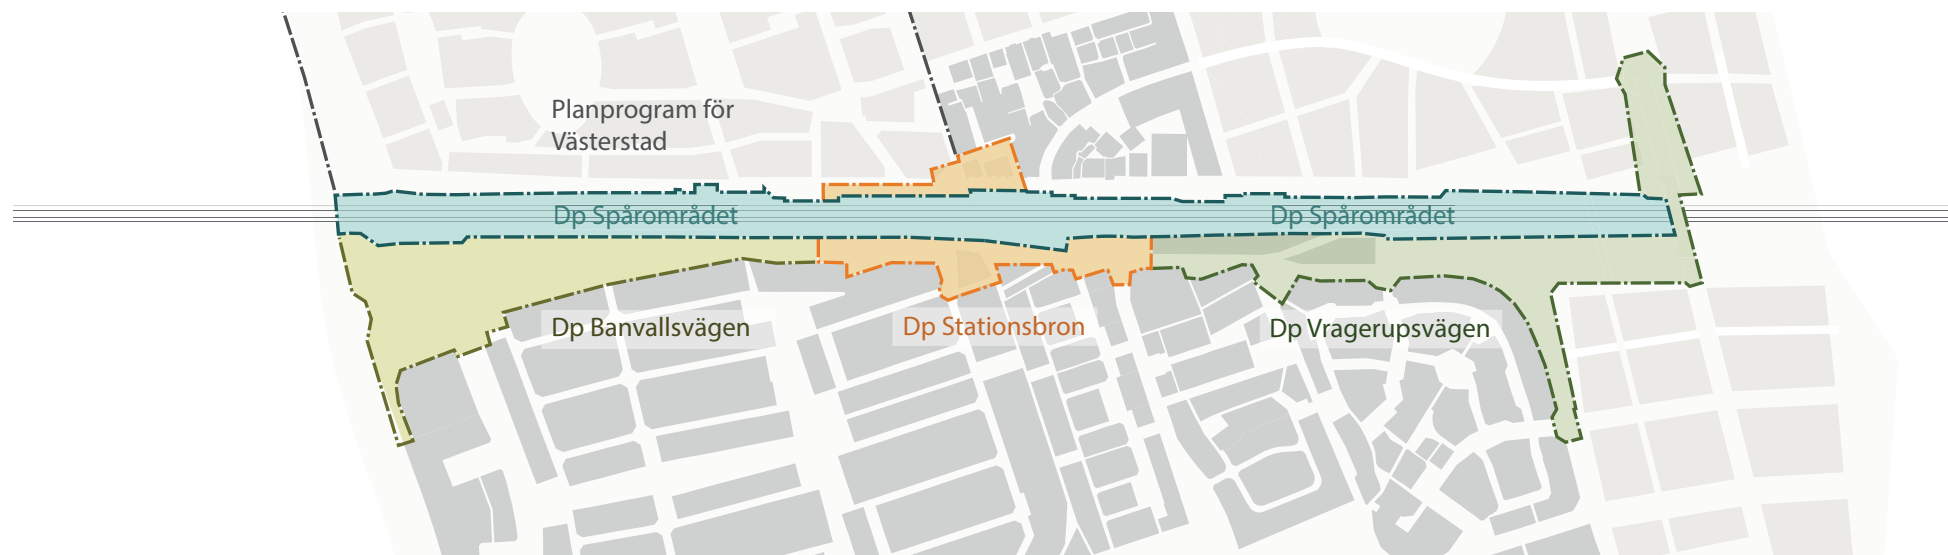 Planprogram för
Västerstad
Dp Spårområdet
Dp Spårområdet
Dp Banvallsvägen
Dp Stationsbron
Dp Vragerupsvägen